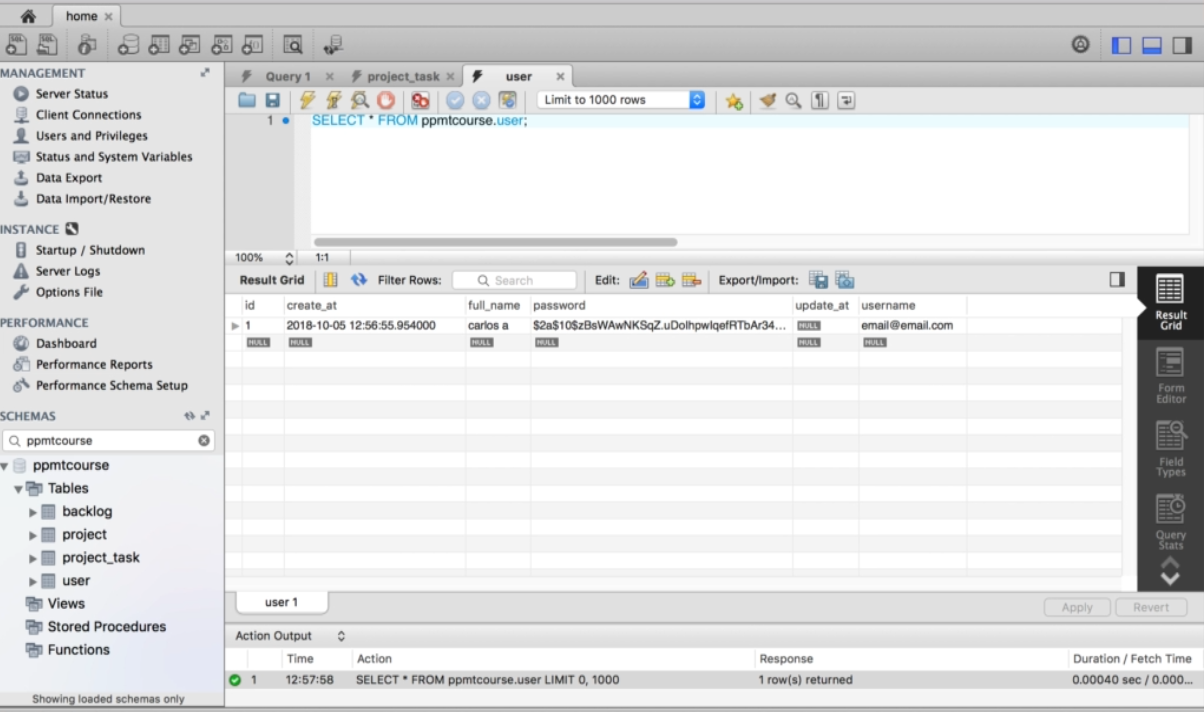 home
MANAGEMENT
Server Status
Client Connections
Users and Privileges
Status and System Variables
Data Export
Data Import/Restore
INSTANCE
Startup / Shutdown
Server Logs
Options File
PERFORMANCE
Dashboard
Performance Reports
Performance Schema Setup
SCHEMAS
ppmtcourse
ppmtcourse
Tables
backlog
project
project_task
user
Views
Stored Procedures
Functions
Showing loaded schemas only
Query 1 project_task user
Limit to 1000 rows
1 SELECT * FROM ppmtcourse.user;
100% 1:1
Result Grid Filter Rows: Search Edit: Export/Import:
id create_at full_name password update_at username
1 2018-10-05 12:56:55.954000 carlos a $2a$10$zBsWAwNKSqZ.uDolhpwIqefRTbAr34... NULL email@email.com
NULL NULL NULL NULL NULL NULL
Result
Grid
Form
Editor
Field
Types
Query
Stats
user 1
Apply Revert
Action Output
Time Action Response Duration / Fetch Time
1 12:57:58 SELECT * FROM ppmtcourse.user LIMIT 0, 1000 1 row(s) returned 0.00040 sec / 0.000...